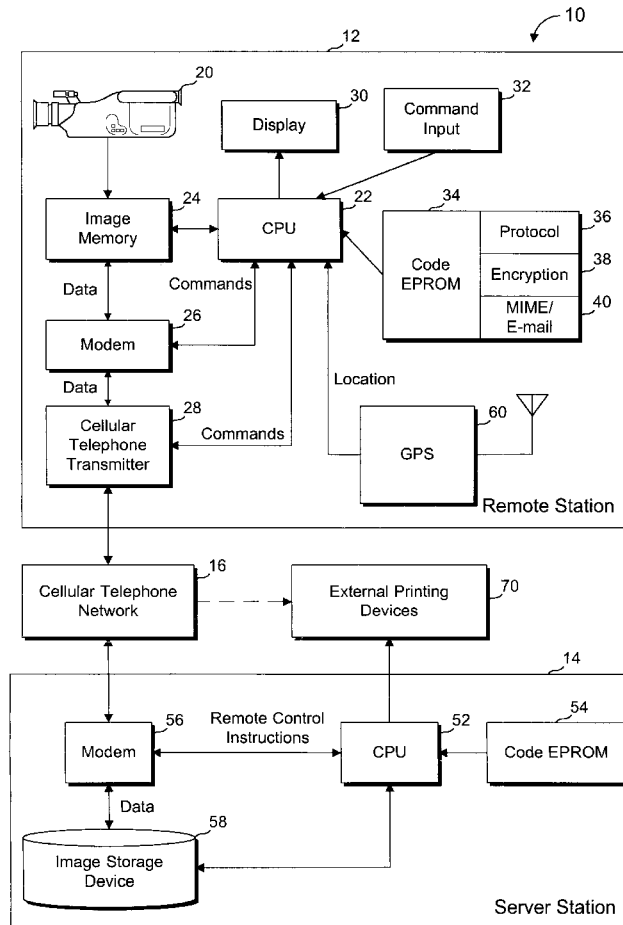 10
12
20
30
32
Display
Command
Input
24
22
34
Image
Memory
CPU
Code
EPROM
Protocol
36
Encryption
38
MIME/
E-mail
40
Data
Commands
26
Modem
Data
Location
28
60
Cellular
Telephone
Transmitter
Commands
GPS
Remote Station
16
70
Cellular Telephone
Network
External Printing
Devices
14
56
52
54
Modem
Remote Control
Instructions
CPU
Code EPROM
Data
58
Image Storage
Device
Server Station